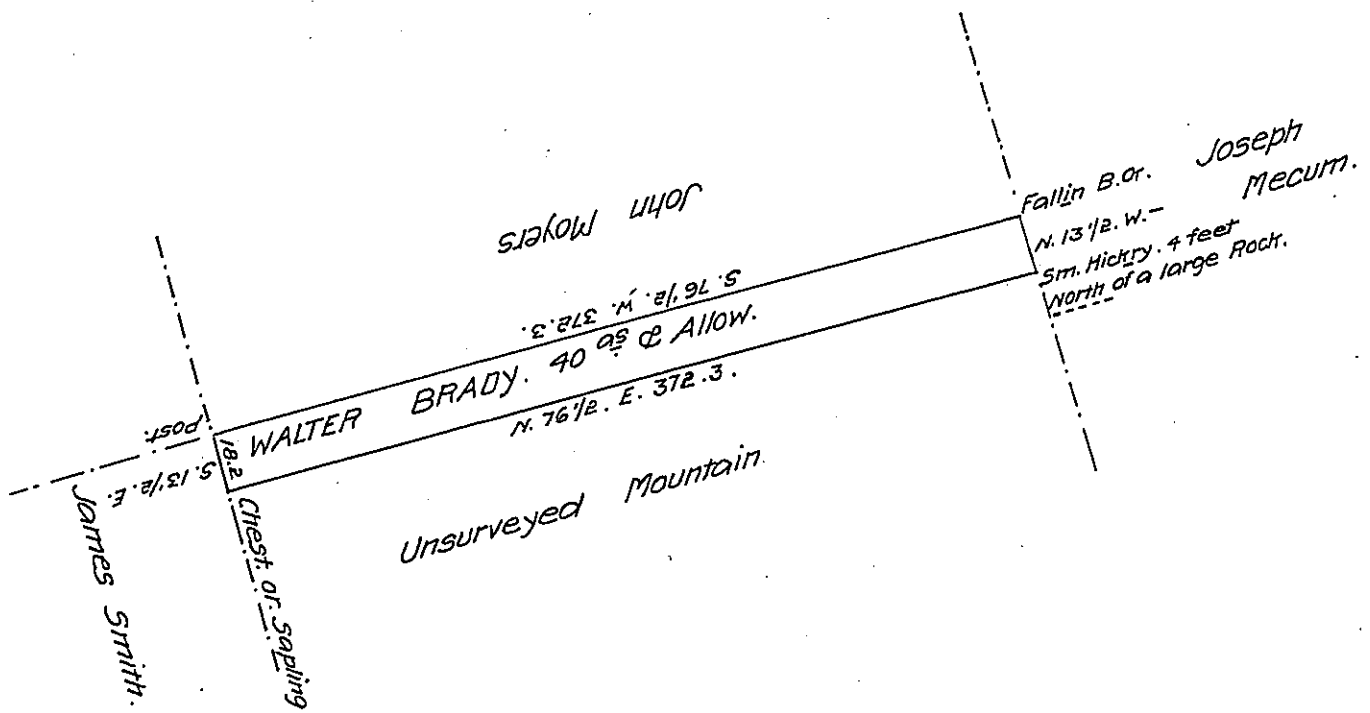 John Moyers
S. 76 1/2. W. 372.3.
WALTER BRADY. 40 as. & Allow.
N. 76 1/2. E. 372.3.
Unsurveyed Mountain
Fallin B.Or. Joseph
Mecum.
N. 13 1/2. W.-
Sm. Hickry. 4 feet
North of a large Rock.
Post.
18.2
S. 13 1/2. E.
James Smith.
Chest. or Sapling